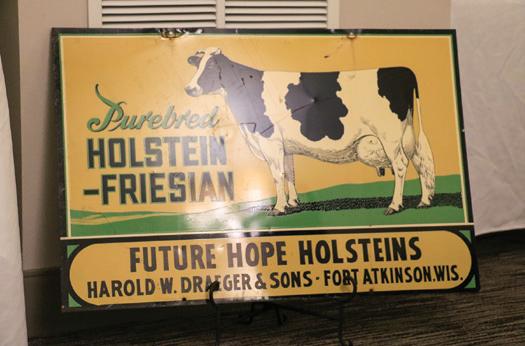 Purebred
HOLSTEIN
-FRIESIAN
FUTURE HOPE HOLSTEINS
HAROLD W. DRAEGER & SONS - FORT ATKINSON, WIS.